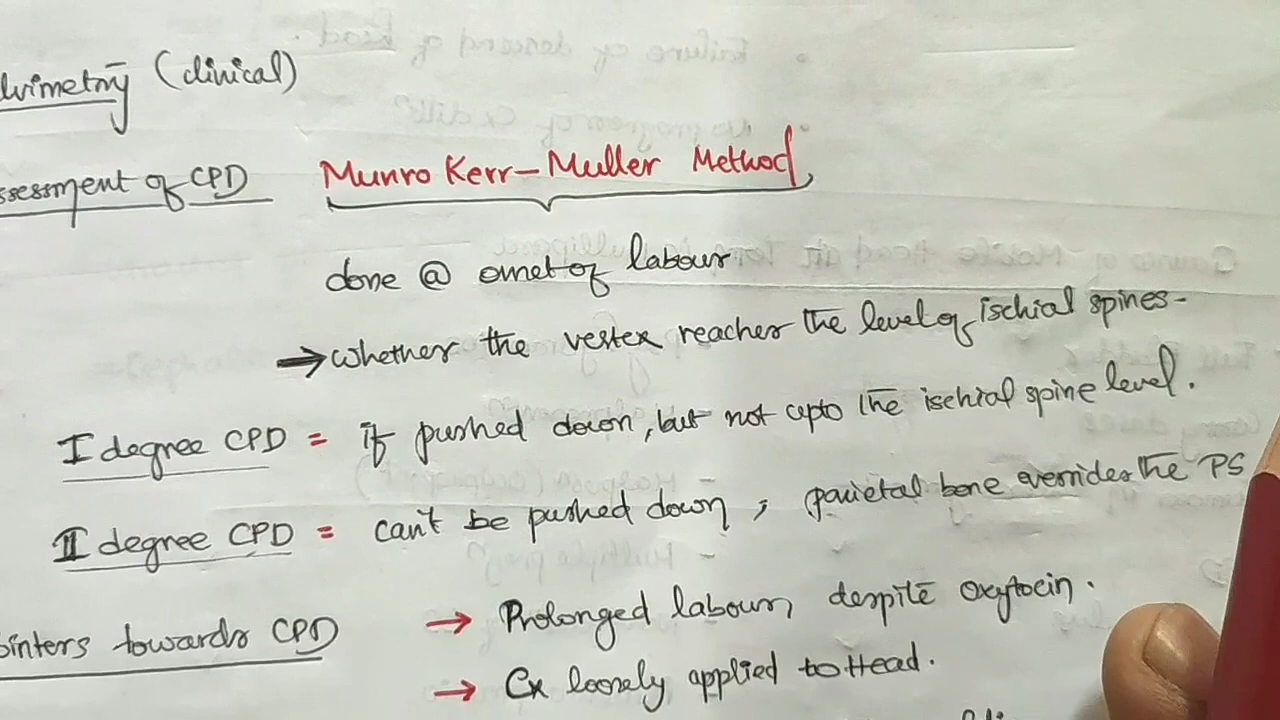 lvimetry (clinical)
ssessment of CPD Munro Kerr-Muller Method
done @ onset of labour
→ Whether the vertex reaches the level of ischial spines-
I degree CPD = if pushed down, but not upto the ischial spine level.
II degree CPD = can't be pushed down ; parietal bone overrides the PS
ointers towards CPD → Prolonged labour, despite oxytocin.
→ Cx loosely applied to Head.